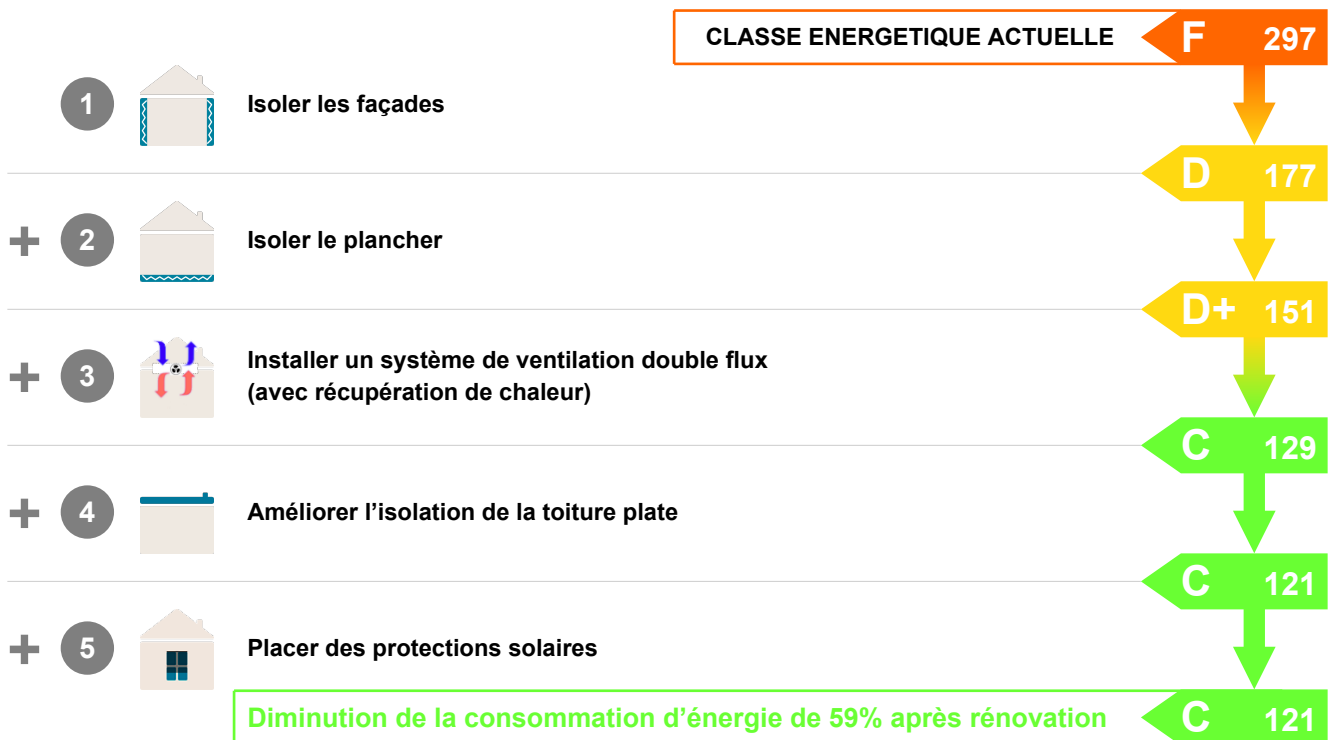 CLASSE ENERGETIQUE ACTUELLE F 297
1 Isoler les façades
D 177
+ 2 Isoler le plancher
D+ 151
+ 3 Installer un système de ventilation double flux
(avec récupération de chaleur)
C 129
+ 4 Améliorer l’isolation de la toiture plate
C 121
+ 5 Placer des protections solaires
Diminution de la consommation d’énergie de 59% après rénovation C 121